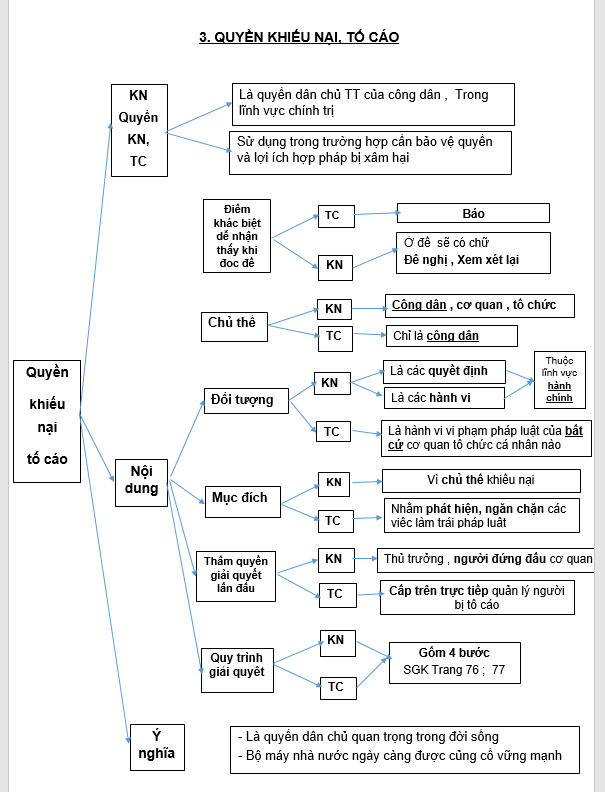 3. QUYỀN KHIẾU NẠI, TỐ CÁO
KN
Quyền
KN,
TC
Là quyền dân chủ TT của công dân , Trong
lĩnh vực chính trị
Sử dụng trong trường hợp cần bảo vệ quyền
và lợi ích hợp pháp bị xâm hại
Điểm
khác biệt
dễ nhận
thấy khi
đọc đề
TC
Báo
KN
Ở đề sẽ có chữ
Đề nghị , Xem xét lại
Chủ thể
KN
Công dân , cơ quan , tổ chức ,
TC
Chỉ là công dân
Quyền
khiếu
nại
tố cáo
Đối tượng
KN
Là các quyết định
Là các hành vi
Thuộc
lĩnh vực
hành
chính
TC
Là hành vi vi phạm pháp luật của bất
cứ cơ quan tổ chức cá nhân nào
Nội
dung
Mục đích
KN
Vì chủ thể khiếu nại
TC
Nhằm phát hiện, ngăn chặn các
việc làm trái pháp luật
Thẩm quyền
giải quyết
lần đầu
KN
Thủ trưởng , người đứng đầu cơ quan
TC
Cấp trên trực tiếp quản lý người
bị tố cáo
Quy trình
giải quyết
KN
TC
Gồm 4 bước
SGK Trang 76 ; 77
Ý
nghĩa
- Là quyền dân chủ quan trọng trong đời sống
- Bộ máy nhà nước ngày càng được củng cố vững mạnh